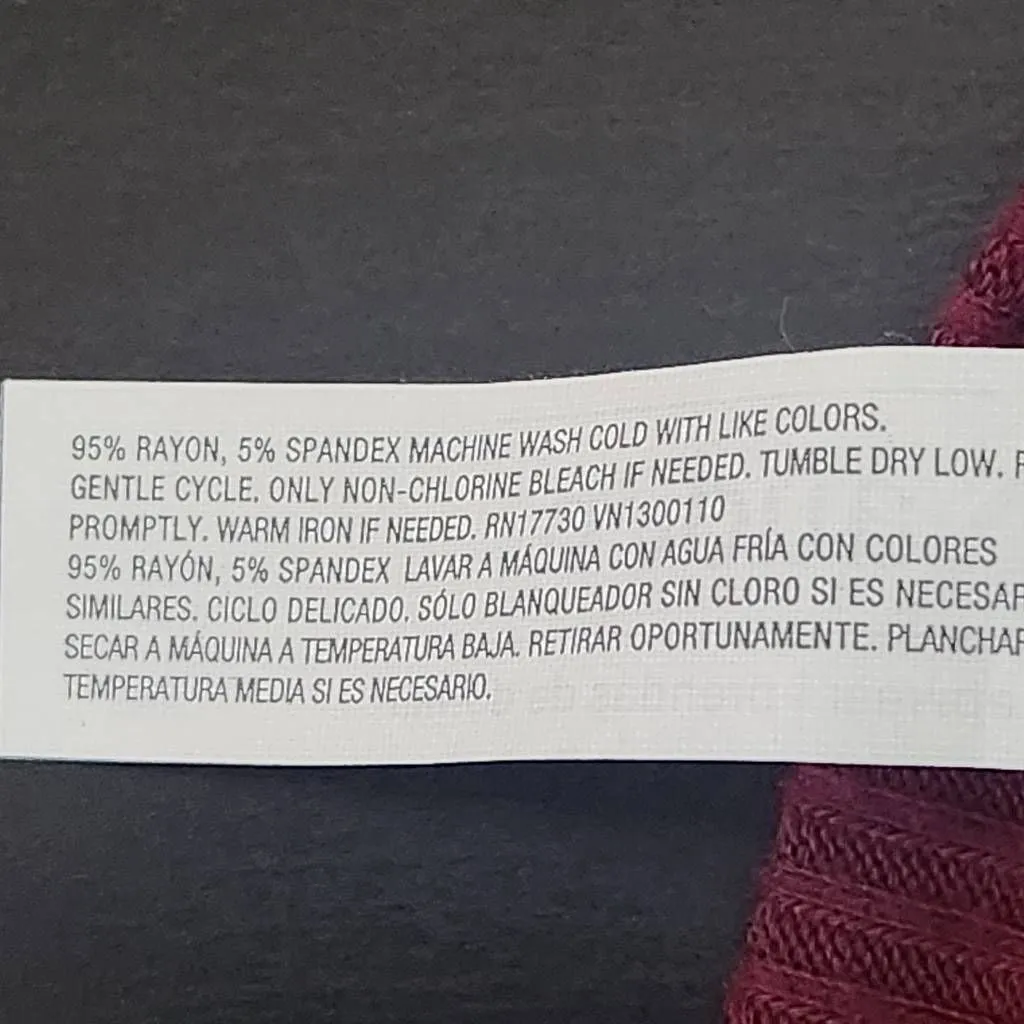 95% RAYON, 5% SPANDEX MACHINE WASH COLD WITH LIKE COLORS.
GENTLE CYCLE. ONLY NON-CHLORINE BLEACH IF NEEDED. TUMBLE DRY LOW.
PROMPTLY. WARM IRON IF NEEDED. RN17730 VN1300110
95% RAYÓN, 5% SPANDEX LAVAR A MÁQUINA CON AGUA FRÍA CON COLORES
SIMILARES. CICLO DELICADO. SÓLO BLANQUEADOR SIN CLORO SI ES
SECAR A MÁQUINA A TEMPERATURA BAJA. RETIRAR OPORTUNAMENTE.
TEMPERATURA MEDIA SI ES NECESARIO.